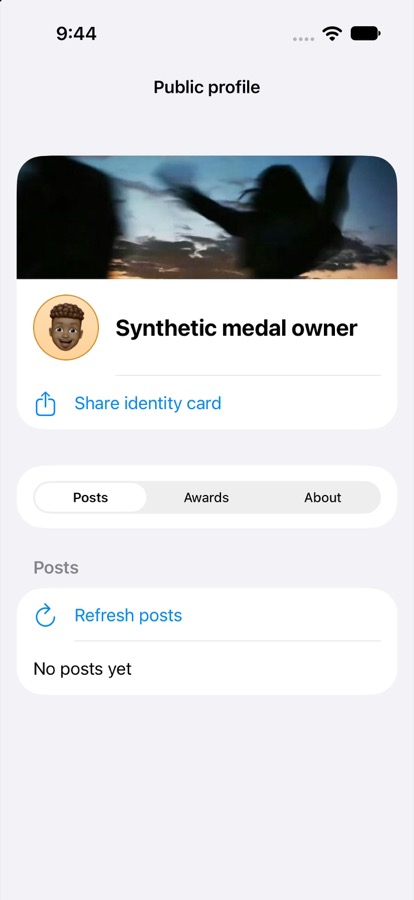 9:44
Public profile
Synthetic medal owner
Share identity card
Posts
Awards
About
Posts
Refresh posts
No posts yet